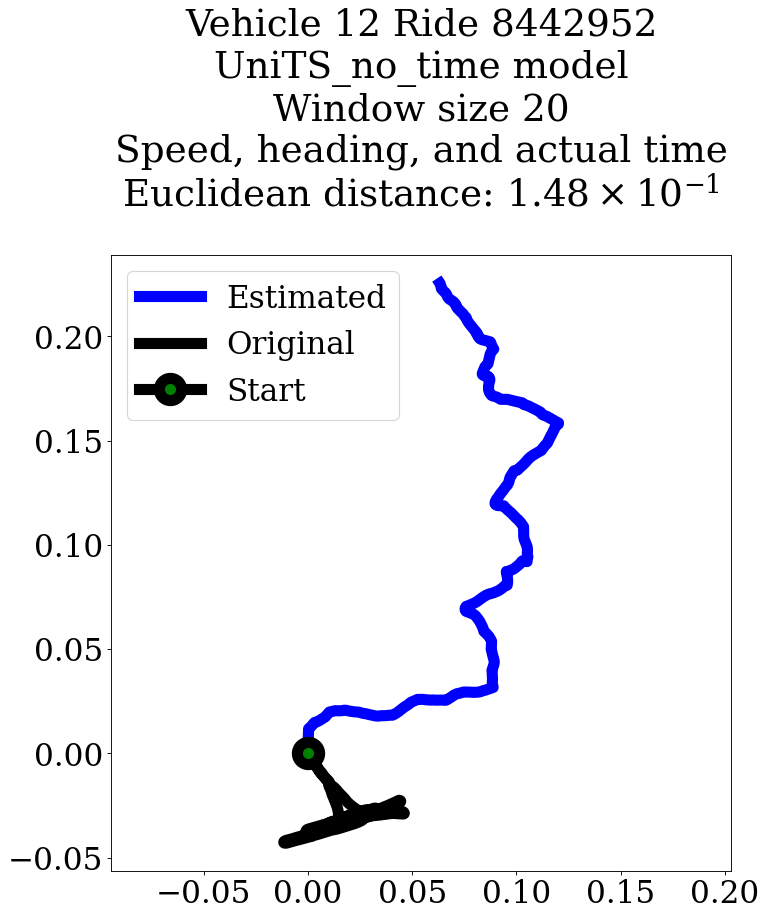 Vehicle 12 Ride 8442952
UniTS_no_time model
Window size 20
Speed, heading, and actual time
Euclidean distance: 1.48 × 10⁻¹
Estimated
Original
Start
0.20
0.15
0.10
0.05
0.00
−0.05
−0.05 0.00 0.05 0.10 0.15 0.20